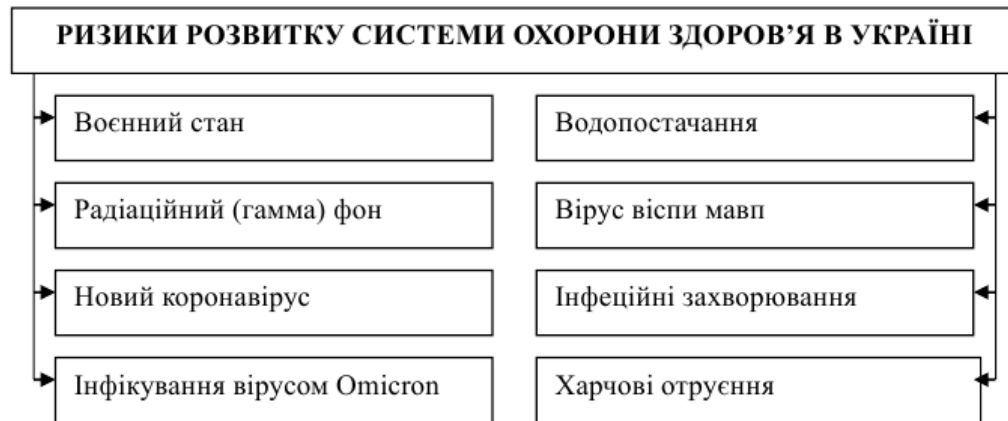 РИЗИКИ РОЗВИТКУ СИСТЕМИ ОХОРОНИ ЗДОРОВ’Я В УКРАЇНІ
Воєнний стан
Радіаційний (гамма) фон
Новий коронавірус
Інфікування вірусом Omicron
Водопостачання
Вірус віспи мавп
Інфеційні захворювання
Харчові отруєння